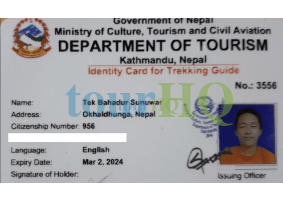 Government of Nepal
Ministry of Culture, Tourism and Civil Aviation
DEPARTMENT OF TOURISM
Kathmandu, Nepal
Identity Card for Trekking Guide
No.: 3556
tourHQ
Name: Tek Bahadur Sunuwar
Address: Okhaldhunga, Nepal
Citizenship Number: 956
Language: English
Expiry Date: Mar 2, 2024
Signature of Holder:
Issuing Officer